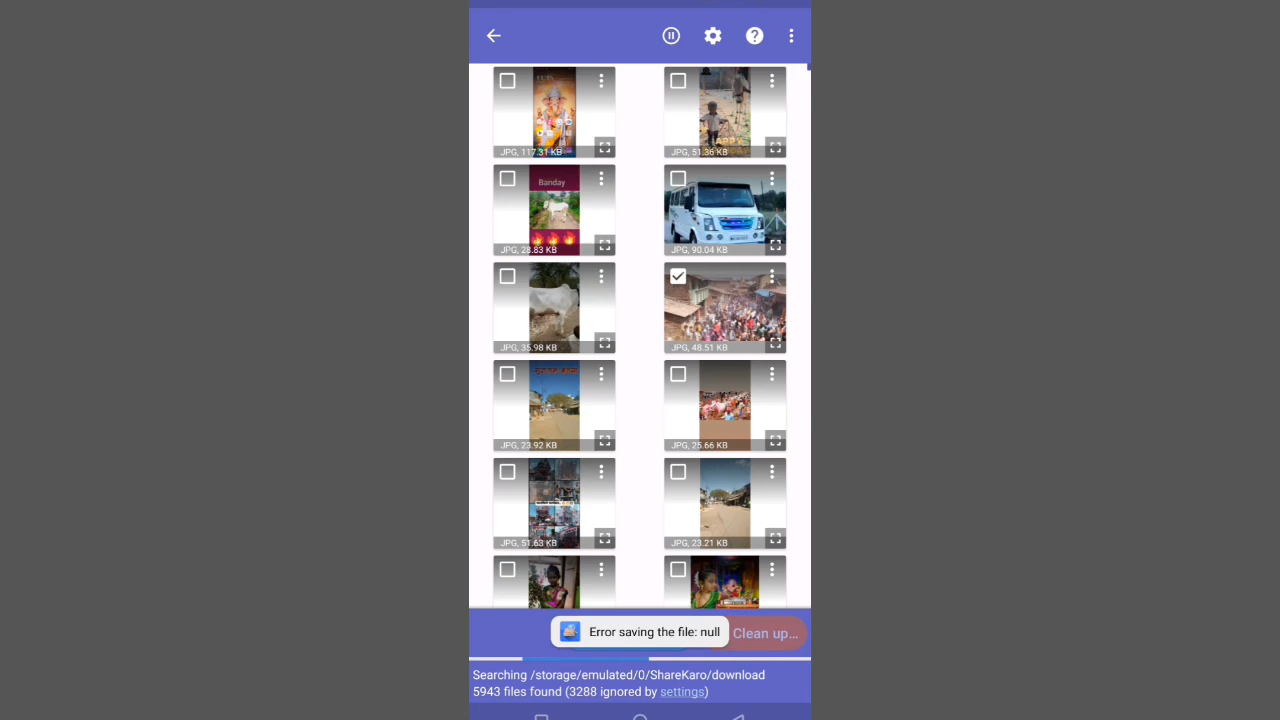 JPG, 117.31 KB
JPG, 51.36 KB
Banday
JPG, 28.83 KB
JPG, 90.04 KB
JPG, 35.98 KB
JPG, 48.51 KB
JPG, 23.92 KB
JPG, 25.66 KB
JPG, 51.63 KB
JPG, 23.21 KB
Error saving the file: null
Clean up...
Searching /storage/emulated/0/ShareKaro/download
5943 files found (3288 ignored by settings)